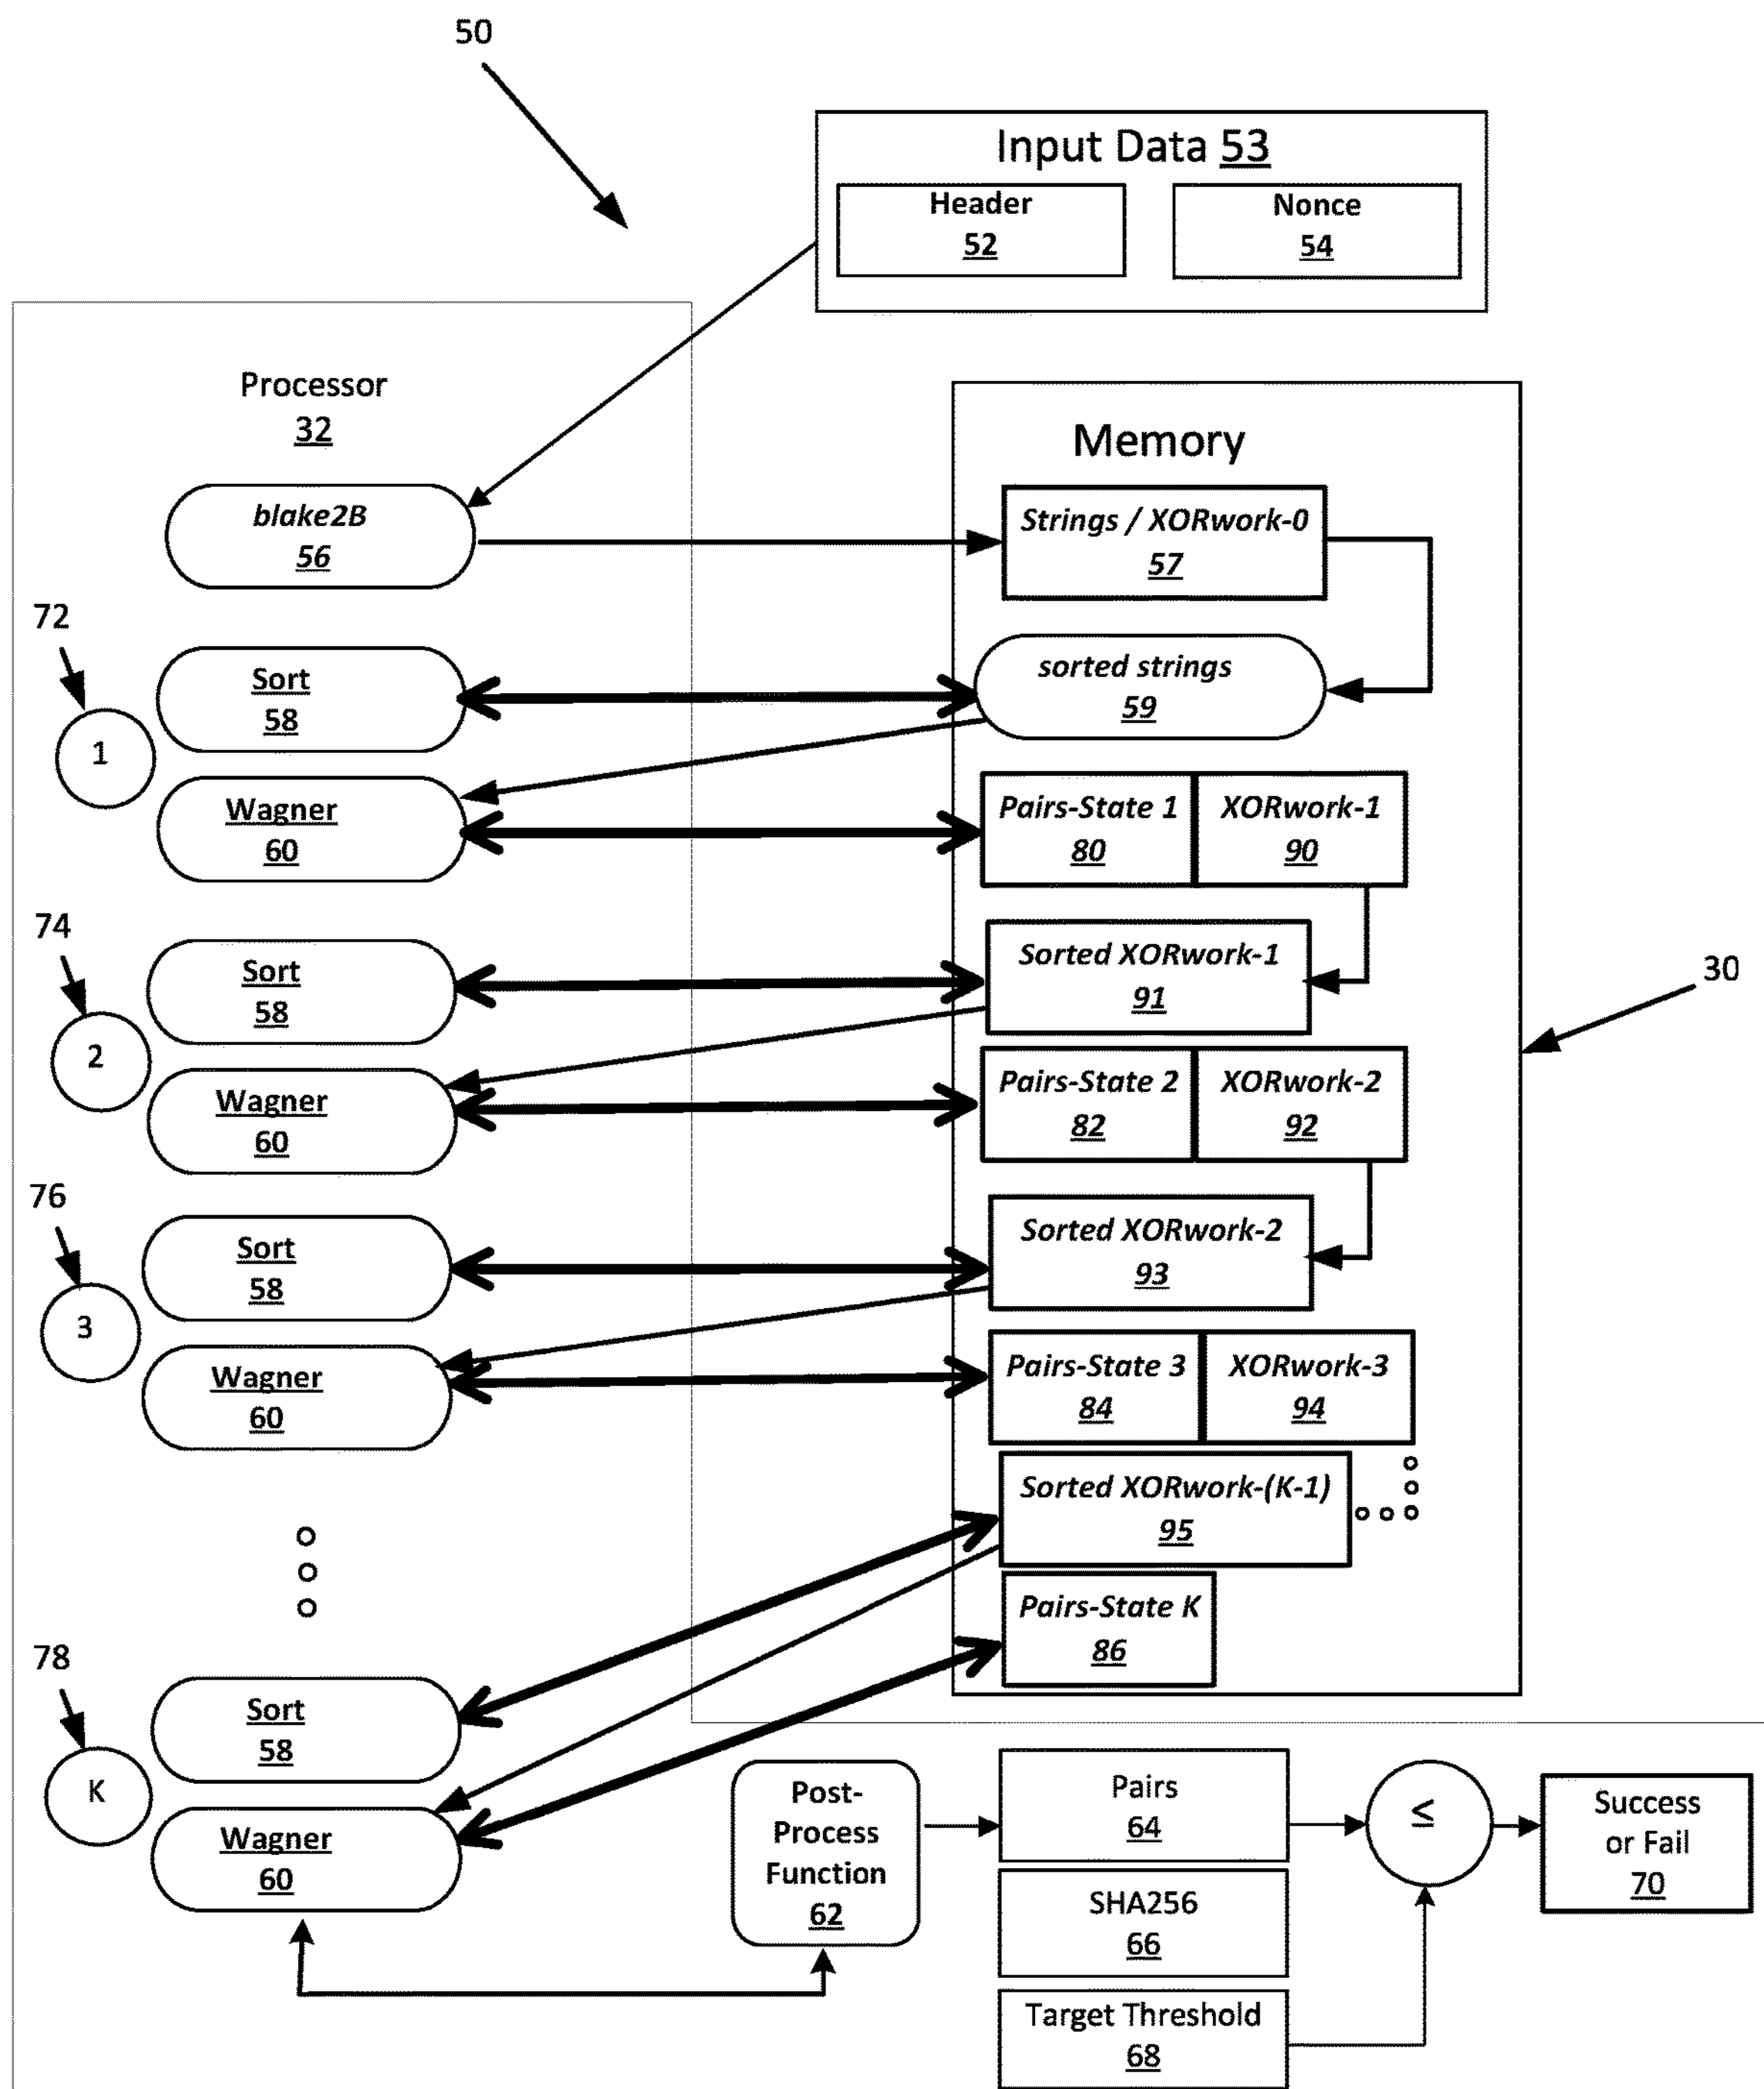 50
Input Data 53
Header
52
Nonce
54
Processor
32
Memory
blake2B
56
Strings / XORwork-0
57
72
Sort
58
sorted strings
59
1
Wagner
60
Pairs-State 1
80
XORwork-1
90
74
Sort
58
Sorted XORwork-1
91
30
2
Wagner
60
Pairs-State 2
82
XORwork-2
92
76
Sort
58
Sorted XORwork-2
93
3
Wagner
60
Pairs-State 3
84
XORwork-3
94
Sorted XORwork-(K-1)
95
Pairs-State K
86
78
Sort
58
K
Wagner
60
Post-
Process
Function
62
Pairs
64
SHA256
66
Target Threshold
68
≤
Success
or Fail
70